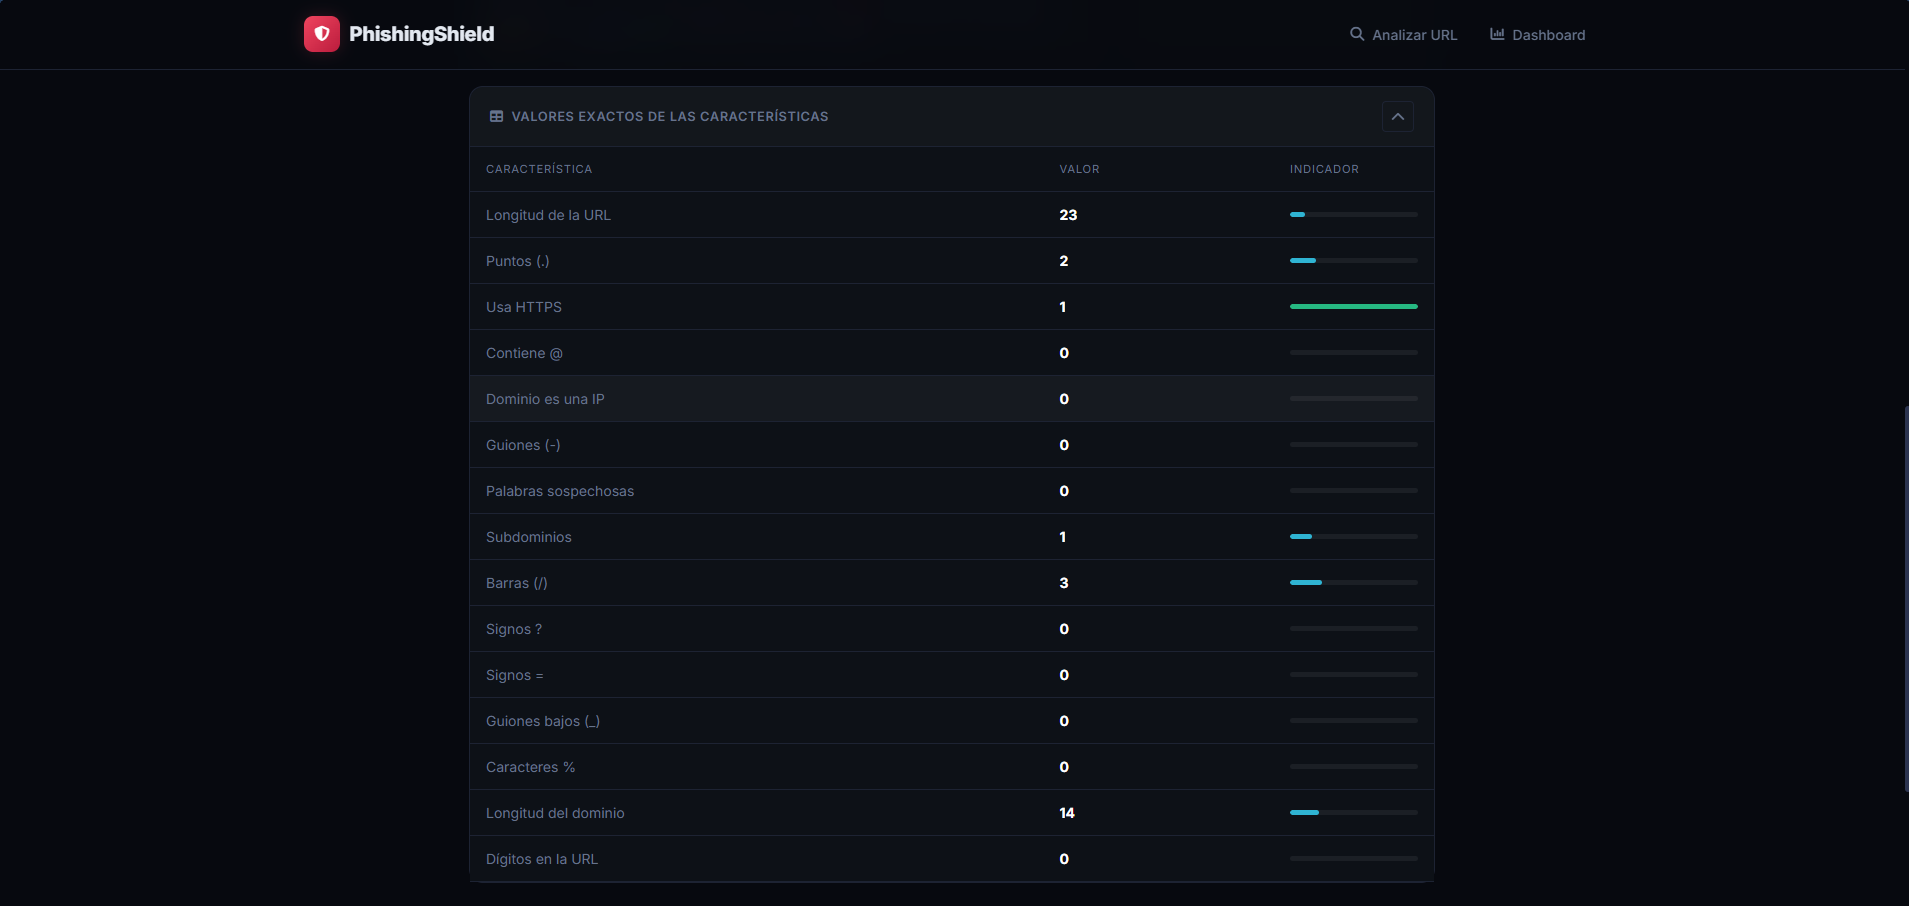 PhishingShield
Analizar URL
Dashboard
VALORES EXACTOS DE LAS CARACTERÍSTICAS
CARACTERÍSTICA VALOR INDICADOR
Longitud de la URL 23
Puntos (.) 2
Usa HTTPS 1
Contiene @ 0
Dominio es una IP 0
Guiones (-) 0
Palabras sospechosas 0
Subdominios 1
Barras (/) 3
Signos ? 0
Signos = 0
Guiones bajos (_) 0
Caracteres % 0
Longitud del dominio 14
Dígitos en la URL 0